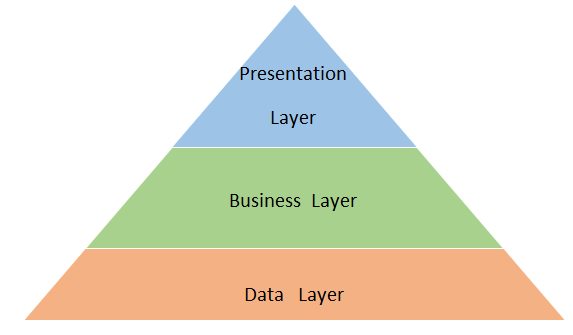 Presentation
Layer
Business Layer
Data Layer